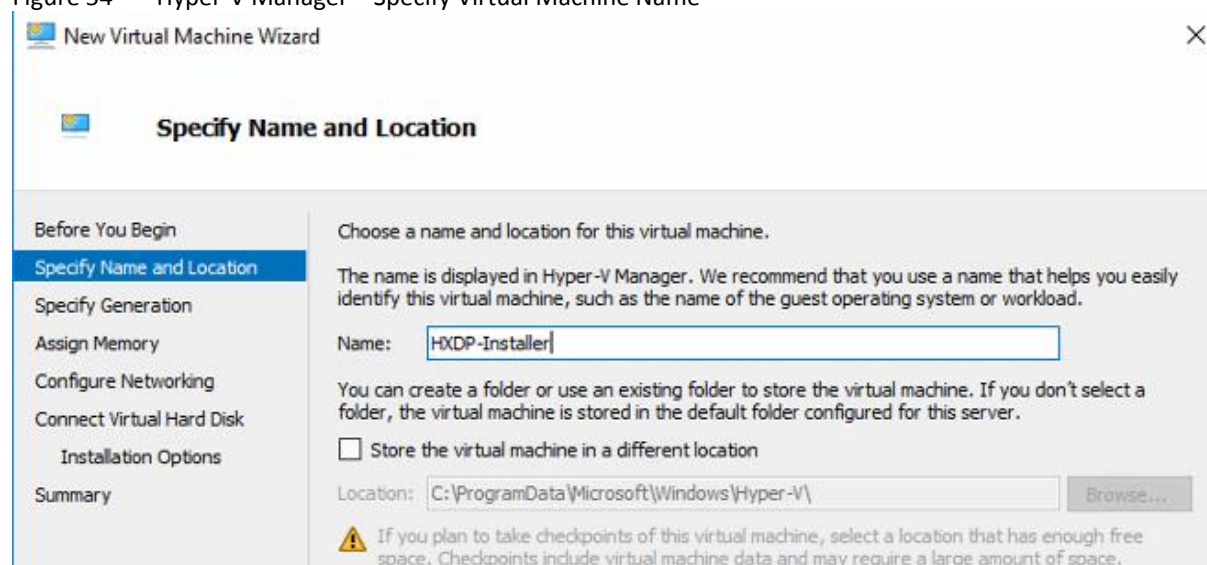 Figure 54 Hyper-V Manager – Specify Virtual Machine Name
New Virtual Machine Wizard
Specify Name and Location
Before You Begin
Specify Name and Location
Specify Generation
Assign Memory
Configure Networking
Connect Virtual Hard Disk
Installation Options
Summary
Choose a name and location for this virtual machine.
The name is displayed in Hyper-V Manager. We recommend that you use a name that helps you easily
identify this virtual machine, such as the name of the guest operating system or workload.
Name: HXDP-Installer
You can create a folder or use an existing folder to store the virtual machine. If you don't select a
folder, the virtual machine is stored in the default folder configured for this server.
Store the virtual machine in a different location
Location: C:\ProgramData\Microsoft\Windows\Hyper-V\ Browse...
If you plan to take checkpoints of this virtual machine, select a location that has enough free
space. Checkpoints include virtual machine data and may require a large amount of space.